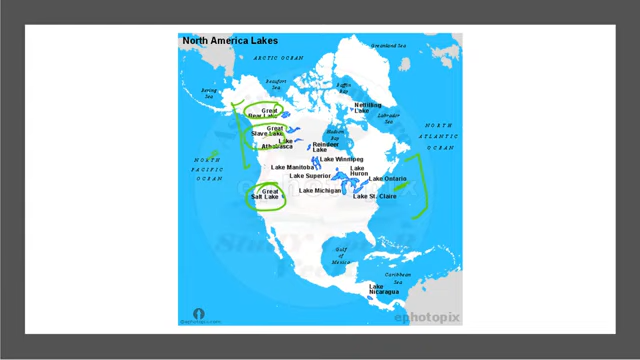 North America Lakes
Greenland Sea
ARCTIC OCEAN
Beaufort
Sea
Baffin
Bay
Bering
Sea
Great
Bear Lake
Nettilling
Lake
Labrador
Sea
Great
Slave Lake
Hudson
Bay
NORTH
ATLANTIC
OCEAN
Lake
Athabasca
Reindeer
Lake
NORTH
PACIFIC
OCEAN
Lake Winnipeg
Lake Manitoba
Lake
Huron
Lake Superior
Lake Ontario
Great
Salt Lake
Lake Michigan
Lake St. Claire
Gulf
of
Mexico
Caribbean
Sea
Lake
Nicaragua
ephotopix
©ephotopix.com